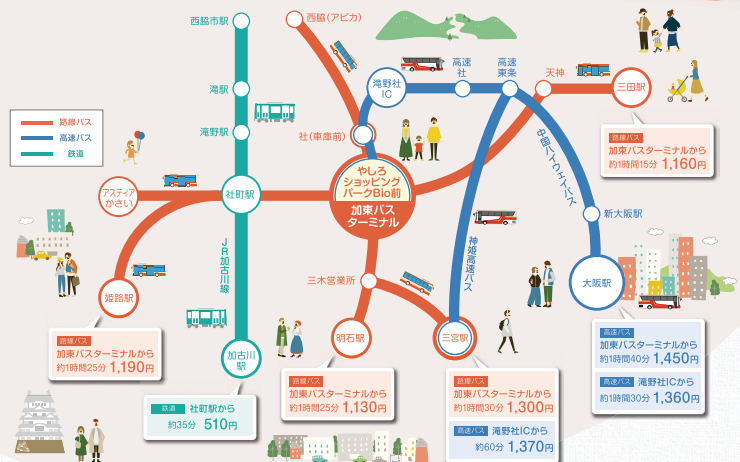 西脇市駅
西脇(アピカ)
滝野社
IC
高速
社
高速
東条
天神
三田駅
滝駅
路線バス
高速バス
鉄道
滝野駅
社(車庫前)
路線バス
加東バスターミナルから
約1時間15分 1,160円
中国ハイウェイバス
アスティア
かさい
社町駅
やしろ
ショッピング
パークBio前
加東バス
ターミナル
新大阪駅
JR加古川線
神姫高速バス
三木営業所
姫路駅
大阪駅
明石駅
三宮駅
加古川
駅
路線バス
加東バスターミナルから
約1時間25分 1,190円
鉄道 社町駅から
約35分 510円
路線バス
加東バスターミナルから
約1時間25分 1,130円
路線バス
加東バスターミナルから
約1時間30分 1,300円
高速バス 滝野社ICから
約60分 1,370円
高速バス
加東バスターミナルから
約1時間40分 1,450円
高速バス 滝野社ICから
約1時間30分 1,360円